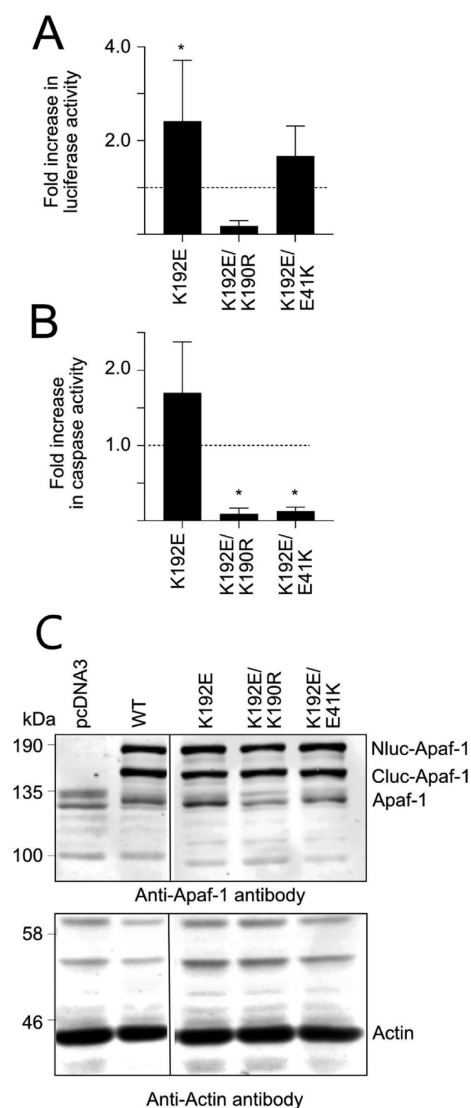 A
Fold increase in
luciferase activity
4.0
2.0
K192E
*
K192E/
K190R
K192E/
E41K
B
Fold increase
in caspase activity
2.0
1.0
K192E
*
K192E/
K190R
*
K192E/
E41K
C
kDa
pcDNA3
WT
K192E
K192E/
K190R
K192E/
E41K
190
135
100
Nluc-Apaf-1
Cluc-Apaf-1
Apaf-1
Anti-Apaf-1 antibody
58
46
Actin
Anti-Actin antibody